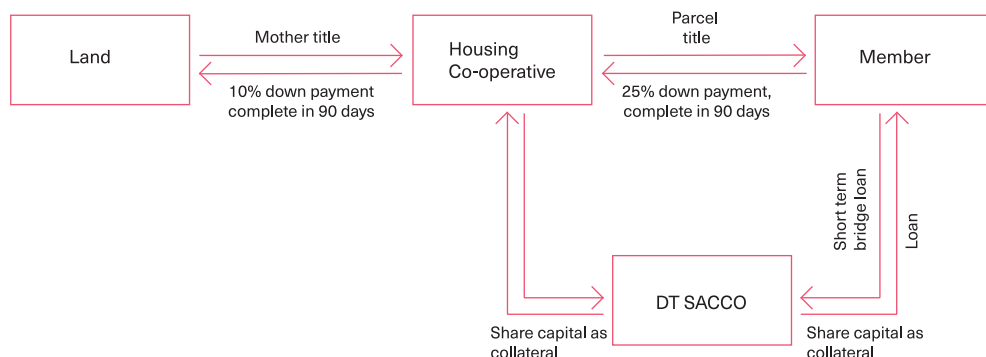 Land
Mother title
10% down payment
complete in 90 days
Housing
Co-operative
Parcel
title
25% down payment,
complete in 90 days
Member
Short term
bridge loan
Loan
DT SACCO
Share capital as
collateral
Share capital as
collateral